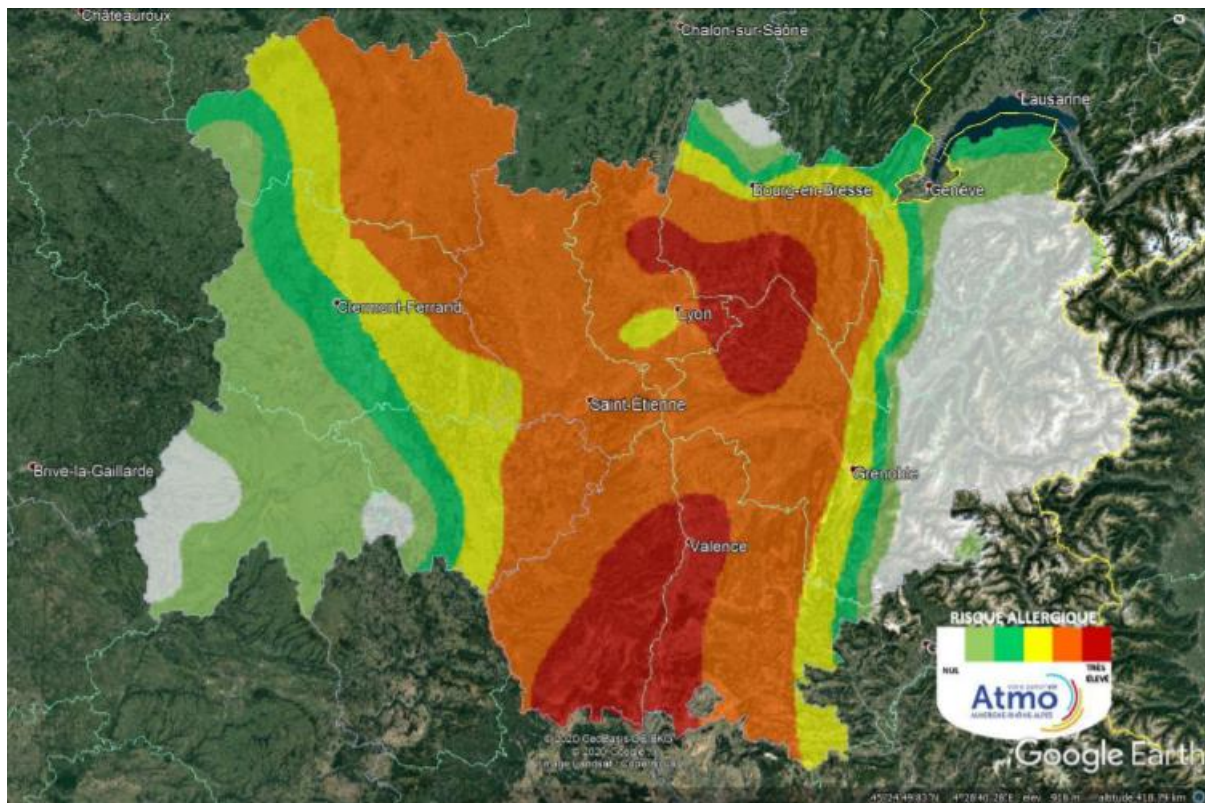 Châteauroux
Chalon-sur-Saône
Lausanne
Bourg-en-Bresse
Genève
Clermont-Ferrand
Lyon
Saint-Étienne
Brive-la-Gaillarde
Grenoble
Valence
RISQUE ALLERGIQUE
NUL
TRÈS
ÉLEVÉ
Atmo
AUVERGNE-RHÔNE-ALPES
© 2020 GeoBasis-DE/BKG
© 2020 Google
Image Landsat / Copernicus
Google Earth